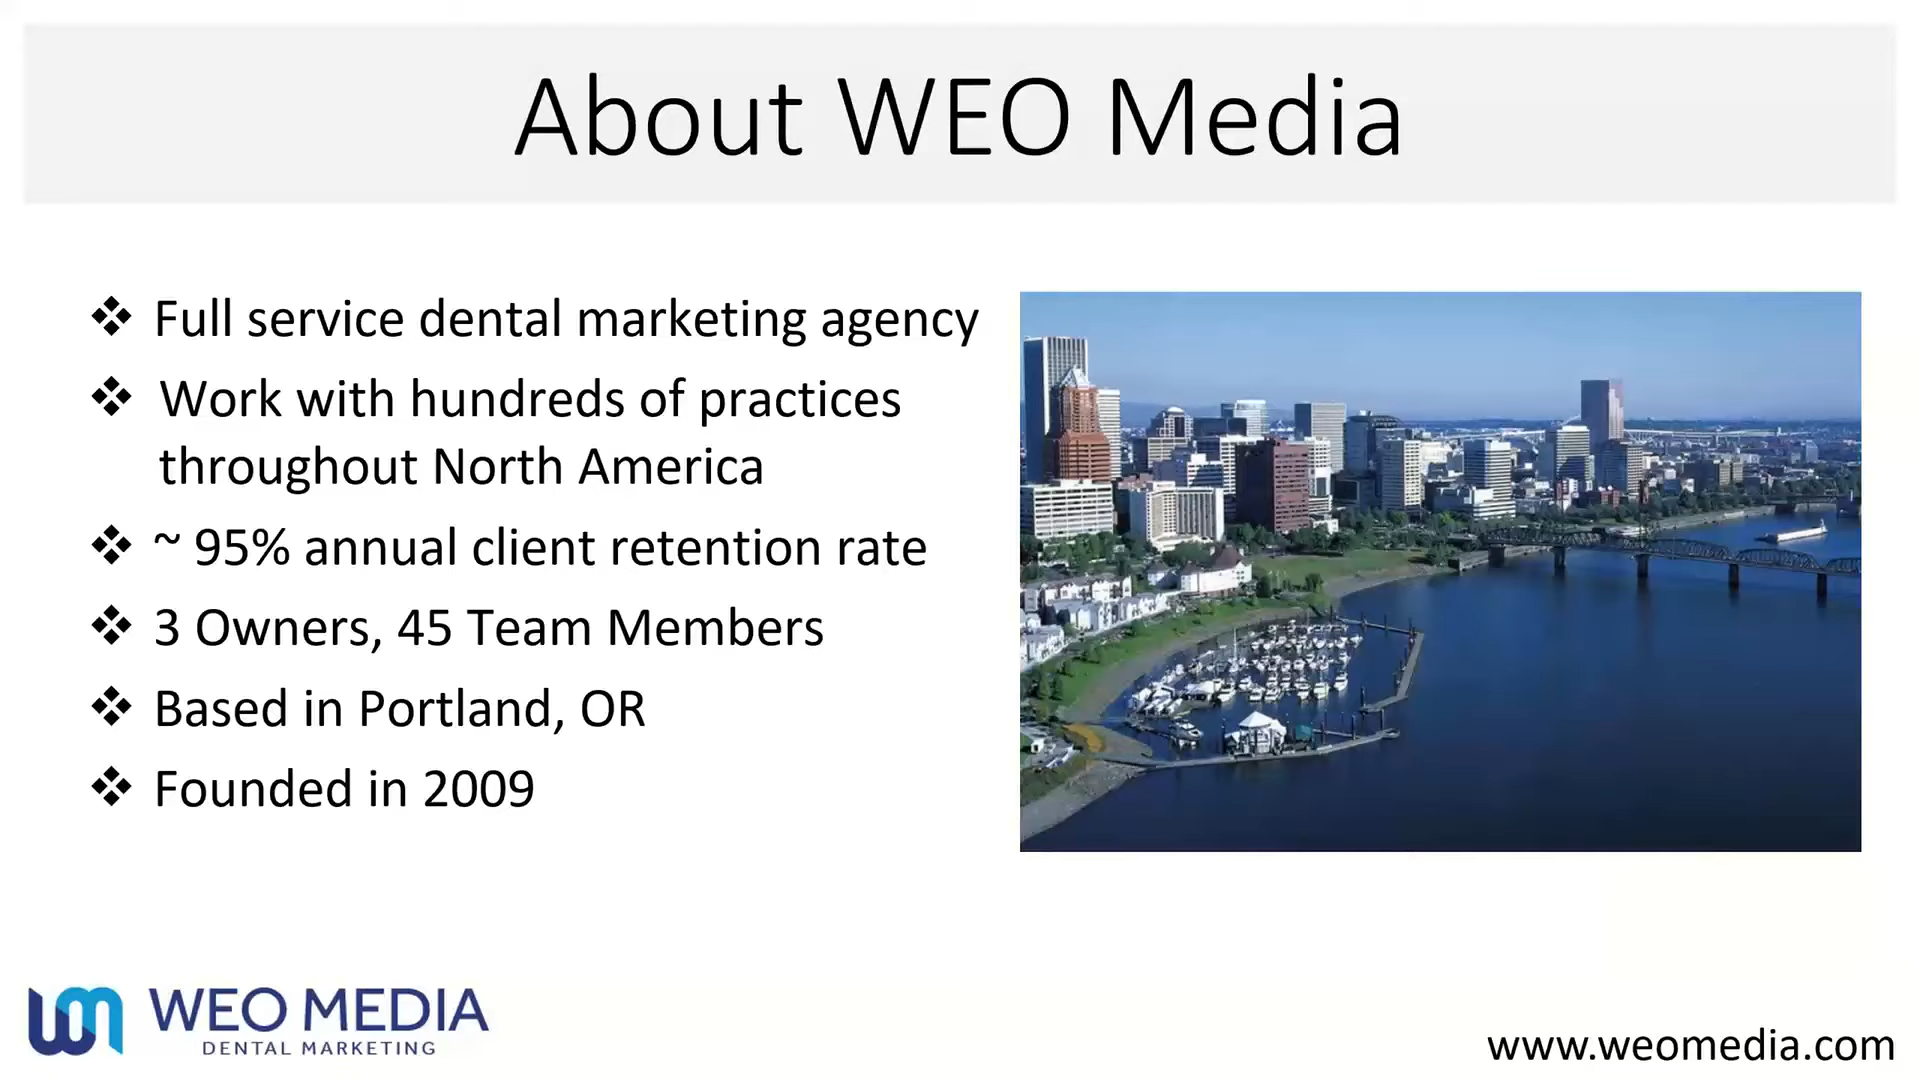 About WEO Media
❖ Full service dental marketing agency
❖ Work with hundreds of practices
throughout North America
❖ ~ 95% annual client retention rate
❖ 3 Owners, 45 Team Members
❖ Based in Portland, OR
❖ Founded in 2009
WEO MEDIA
DENTAL MARKETING
www.weomedia.com